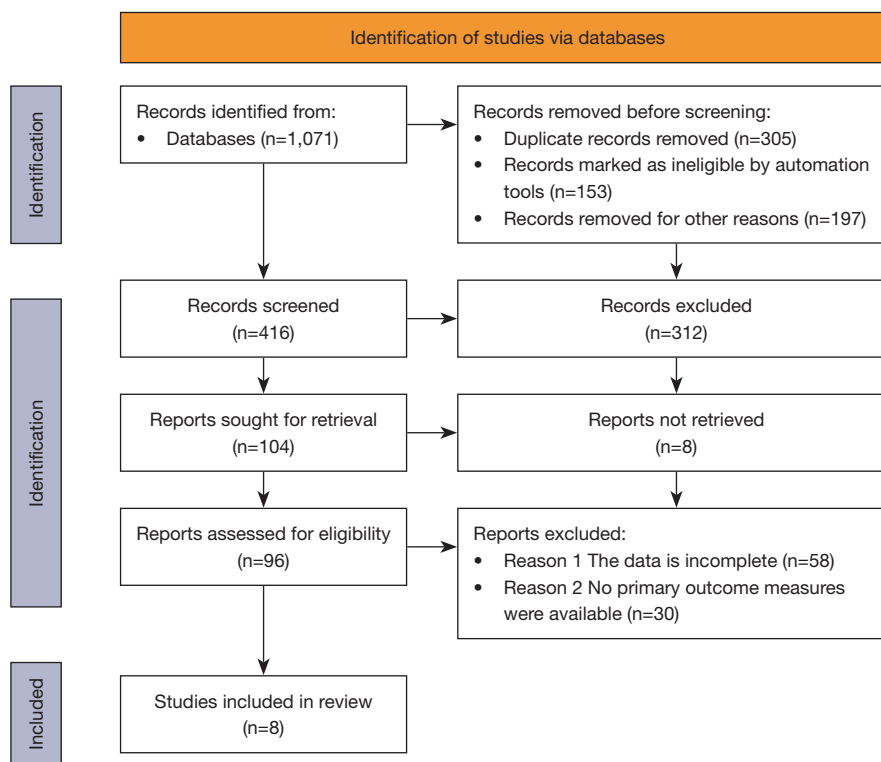 Identification of studies via databases
Identification
Records identified from:
• Databases (n=1,071)
Records removed before screening:
• Duplicate records removed (n=305)
• Records marked as ineligible by automation
tools (n=153)
• Records removed for other reasons (n=197)
Identification
Records screened
(n=416)
Records excluded
(n=312)
Reports sought for retrieval
(n=104)
Reports not retrieved
(n=8)
Reports assessed for eligibility
(n=96)
Reports excluded:
• Reason 1 The data is incomplete (n=58)
• Reason 2 No primary outcome measures
were available (n=30)
Included
Studies included in review
(n=8)